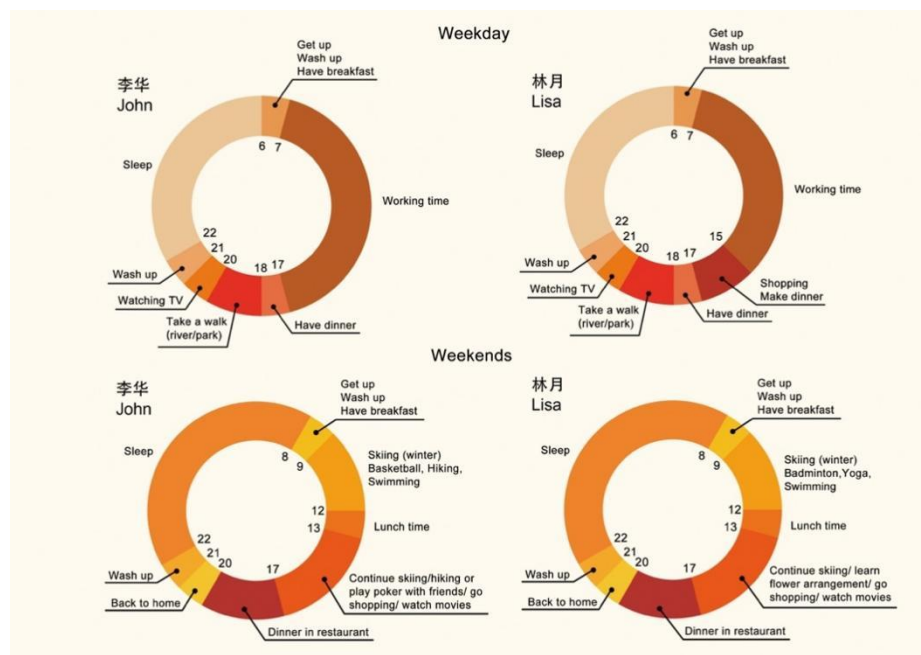 Weekday
李华
John
Get up
Wash up
Have breakfast
6
7
Sleep
Working time
22
21
20
18
17
Wash up
Watching TV
Take a walk
(river/park)
Have dinner
林月
Lisa
Get up
Wash up
Have breakfast
6
7
Sleep
Working time
22
21
20
18
17
15
Wash up
Watching TV
Take a walk
(river/park)
Have dinner
Shopping
Make dinner
Weekends
李华
John
Get up
Wash up
Have breakfast
Sleep
8
9
Skiing (winter)
Basketball, Hiking,
Swimming
12
13
Lunch time
22
21
20
17
Wash up
Back to home
Dinner in restaurant
Continue skiing/hiking or
play poker with friends/ go
shopping/ watch movies
林月
Lisa
Get up
Wash up
Have breakfast
Sleep
8
9
Skiing (winter)
Badminton,Yoga,
Swimming
12
13
Lunch time
22
21
20
17
Wash up
Back to home
Dinner in restaurant
Continue skiing/ learn
flower arrangement/ go
shopping/ watch movies